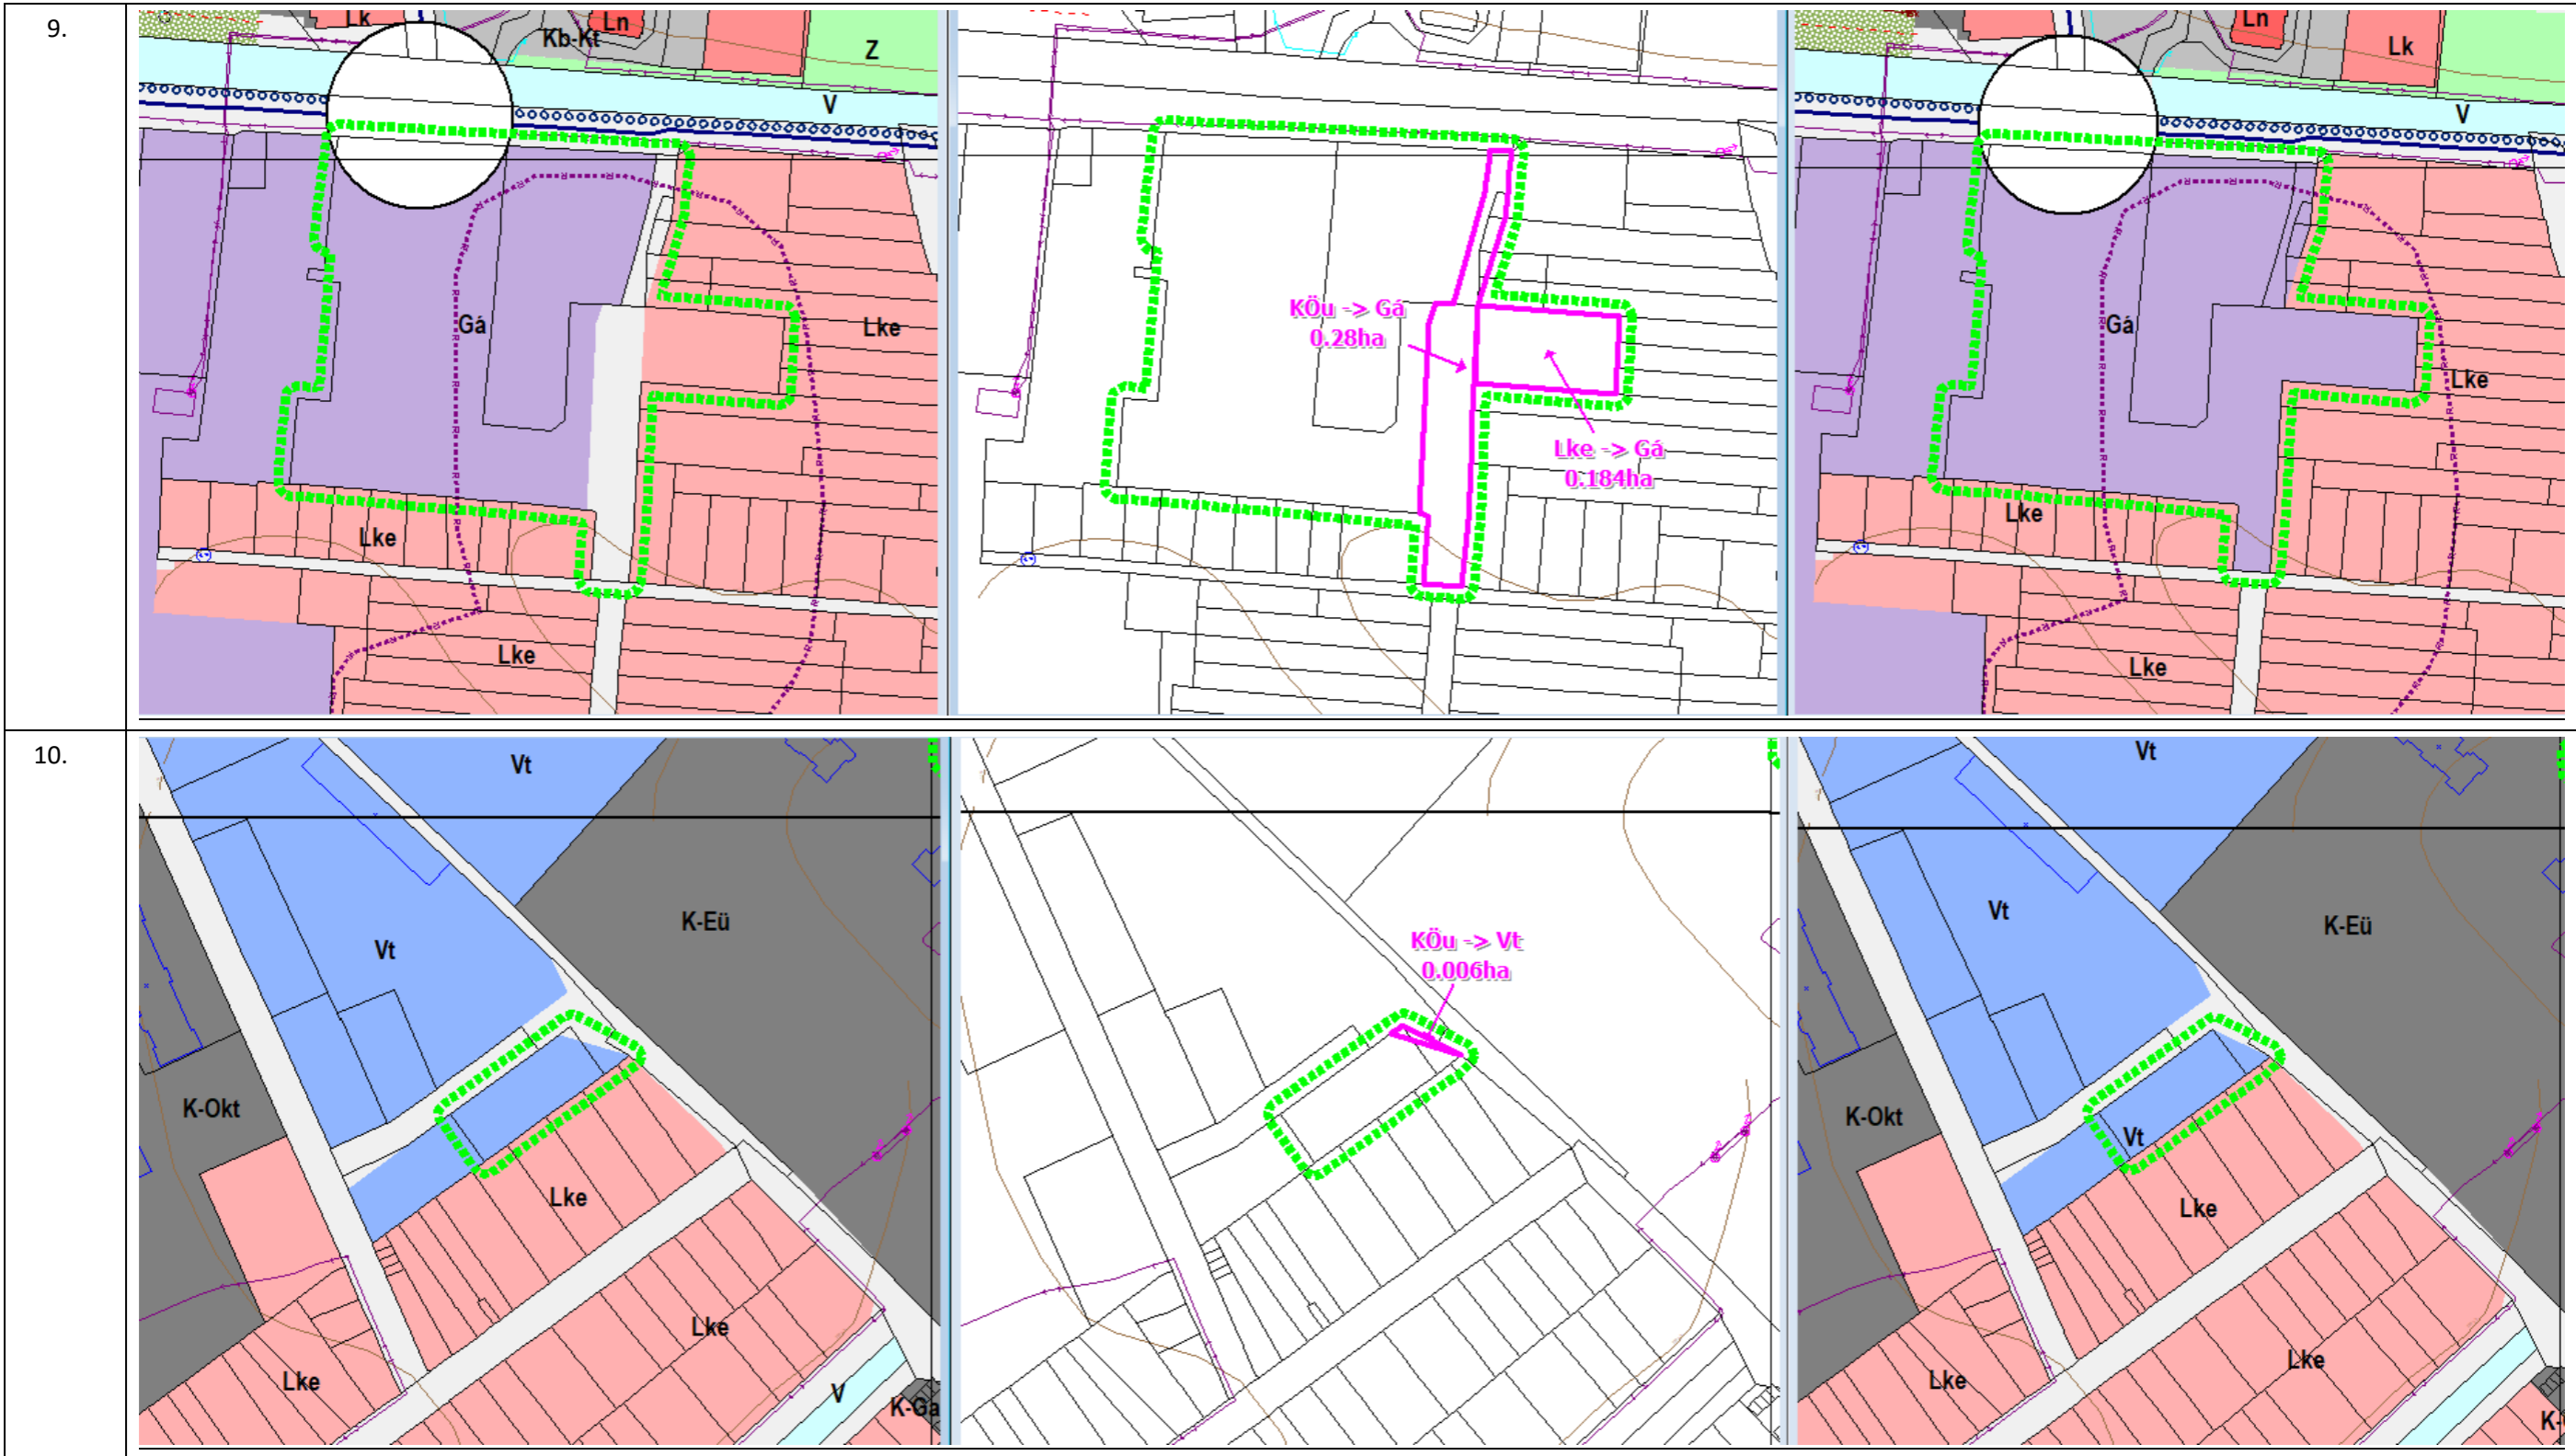 9.
Lk
Ln
Kb-Kt
Z
V
Gá
Lke
Lke
Lke
KÖu -> Gá
0.28ha
Lke -> Gá
0.184ha
Ln
Lk
V
Gá
Lke
Lke
Lke
10.
Vt
K-Eü
Vt
K-Okt
Lke
Lke
Lke
V
K-Ga
KÖu -> Vt
0.006ha
Vt
Vt
K-Eü
K-Okt
Vt
Lke
Lke
Lke